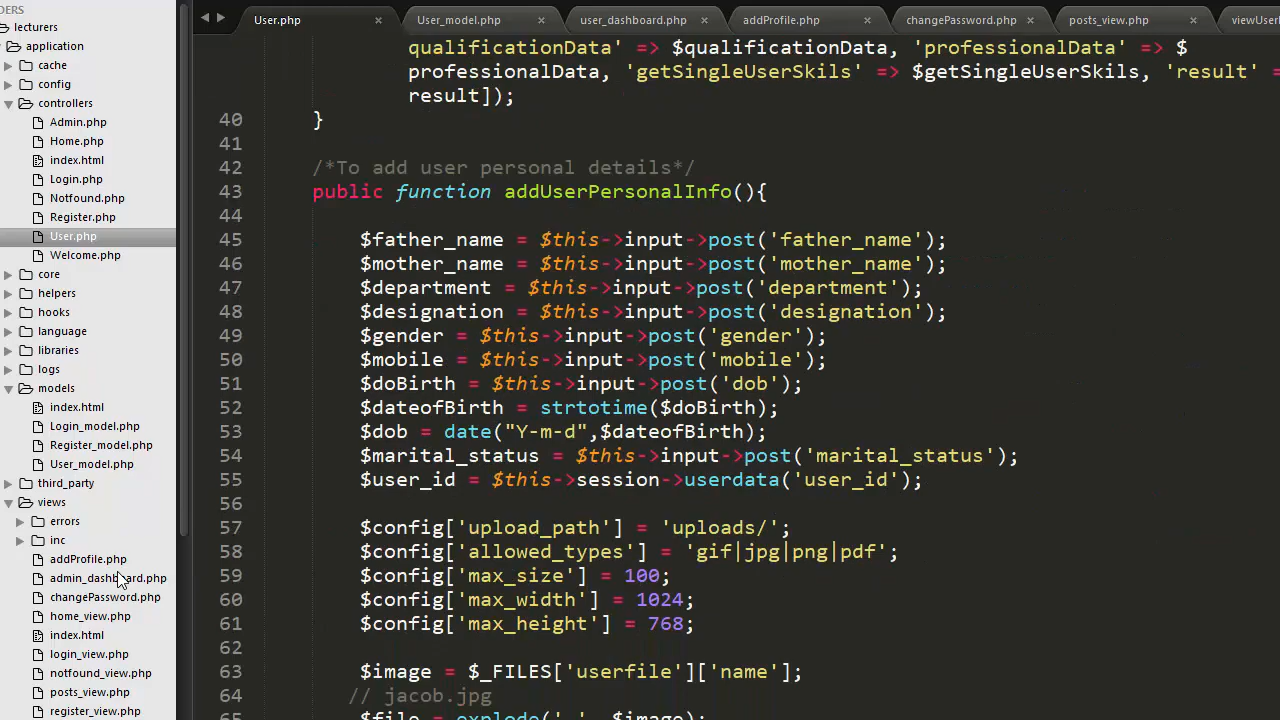 DERS
lecturers
application
cache
config
controllers
Admin.php
Home.php
index.html
Login.php
Notfound.php
Register.php
User.php
Welcome.php
core
helpers
hooks
language
libraries
logs
models
index.html
Login_model.php
Register_model.php
User_model.php
third_party
views
errors
inc
addProfile.php
admin_dashboard.php
changePassword.php
home_view.php
index.html
login_view.php
notfound_view.php
posts_view.php
register_view.php
User.php × User_model.php × user_dashboard.php × addProfile.php × changePassword.php × posts_view.php × viewUser
qualificationData' => $qualificationData, 'professionalData' => $
professionalData, 'getSingleUserSkils' => $getSingleUserSkils, 'result' =
result]);
40 }
41
42 /*To add user personal details*/
43 public function addUserPersonalInfo(){
44
45 $father_name = $this->input->post('father_name');
46 $mother_name = $this->input->post('mother_name');
47 $department = $this->input->post('department');
48 $designation = $this->input->post('designation');
49 $gender = $this->input->post('gender');
50 $mobile = $this->input->post('mobile');
51 $doBirth = $this->input->post('dob');
52 $dateofBirth = strtotime($doBirth);
53 $dob = date("Y-m-d",$dateofBirth);
54 $marital_status = $this->input->post('marital_status');
55 $user_id = $this->session->userdata('user_id');
56
57 $config['upload_path'] = 'uploads/';
58 $config['allowed_types'] = 'gif|jpg|png|pdf';
59 $config['max_size'] = 100;
60 $config['max_width'] = 1024;
61 $config['max_height'] = 768;
62
63 $image = $_FILES['userfile']['name'];
64 // jacob.jpg
65 $file = explode('.', $image);